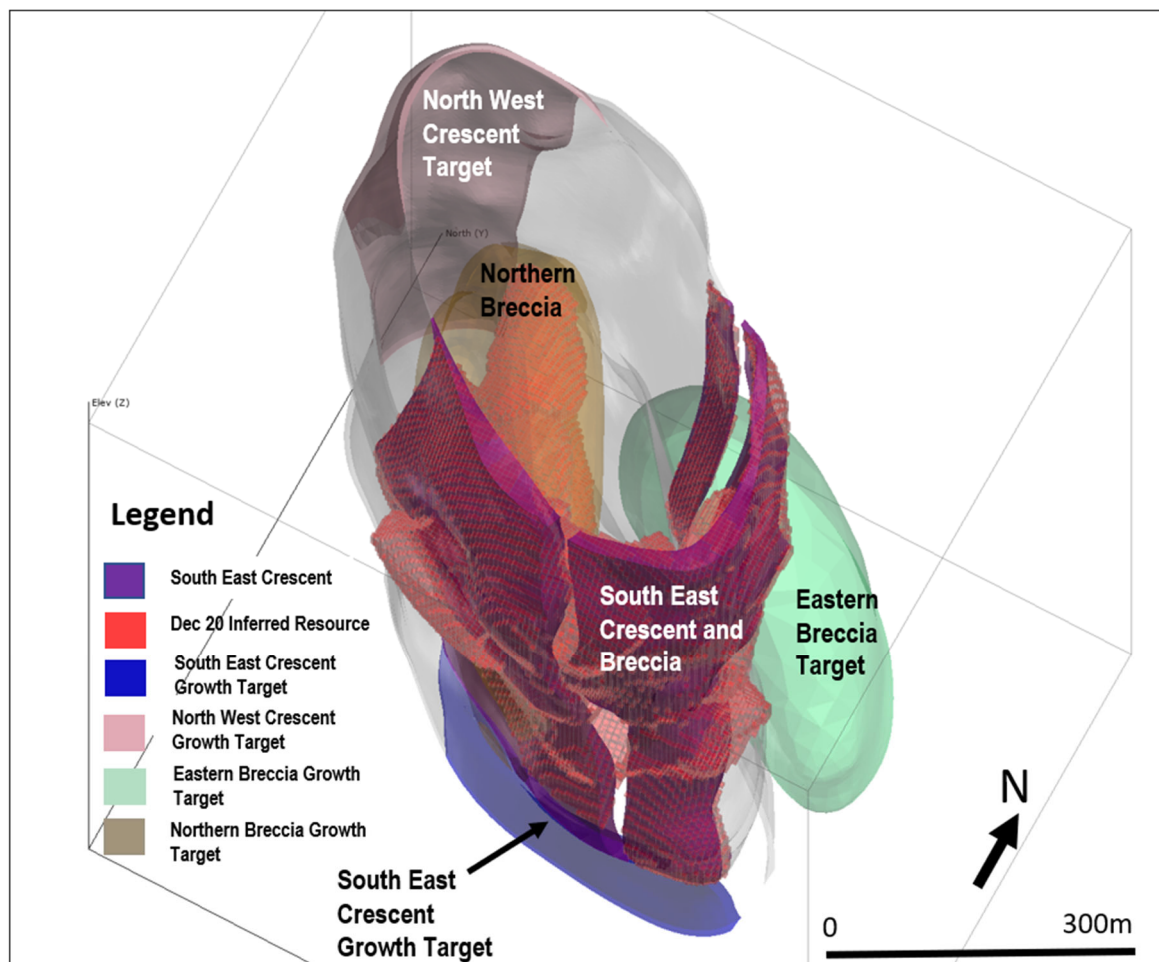 North West
Crescent
Target
North (Y)
Northern
Breccia
Elev (Z)
Legend
South East Crescent
Dec 20 Inferred Resource
South East Crescent
Growth Target
North West Crescent
Growth Target
Eastern Breccia Growth
Target
Northern Breccia Growth
Target
South East
Crescent and
Breccia
Eastern
Breccia
Target
South East
Crescent
Growth Target
N
0 300m